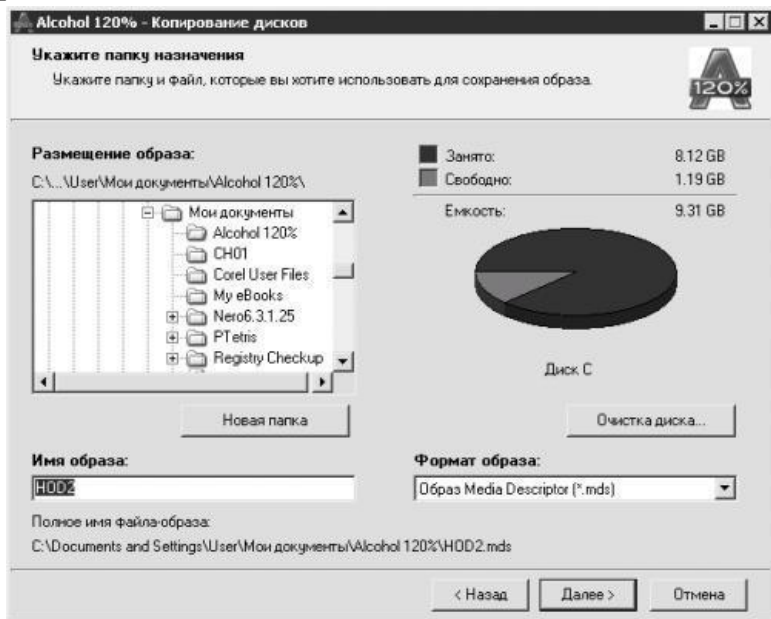 Alcohol 120% - Копирование дисков
Укажите папку назначения
Укажите папку и файл, которые вы хотите использовать для сохранения образа.
120%
Размещение образа:
C:\...\User\Мои документы\Alcohol 120%\
Мои документы
Alcohol 120%
CH01
Corel User Files
My eBooks
Nero6.3.1.25
PTetris
Registry Checkup
Новая папка
Занято: 8.12 GB
Свободно: 1.19 GB
Емкость: 9.31 GB
Диск C
Очистка диска...
Имя образа:
HOD2
Формат образа:
Образ Media Descriptor (*.mds)
Полное имя файла-образа:
C:\Documents and Settings\User\Мои документы\Alcohol 120%\HOD2.mds
< Назад
Далее >
Отмена